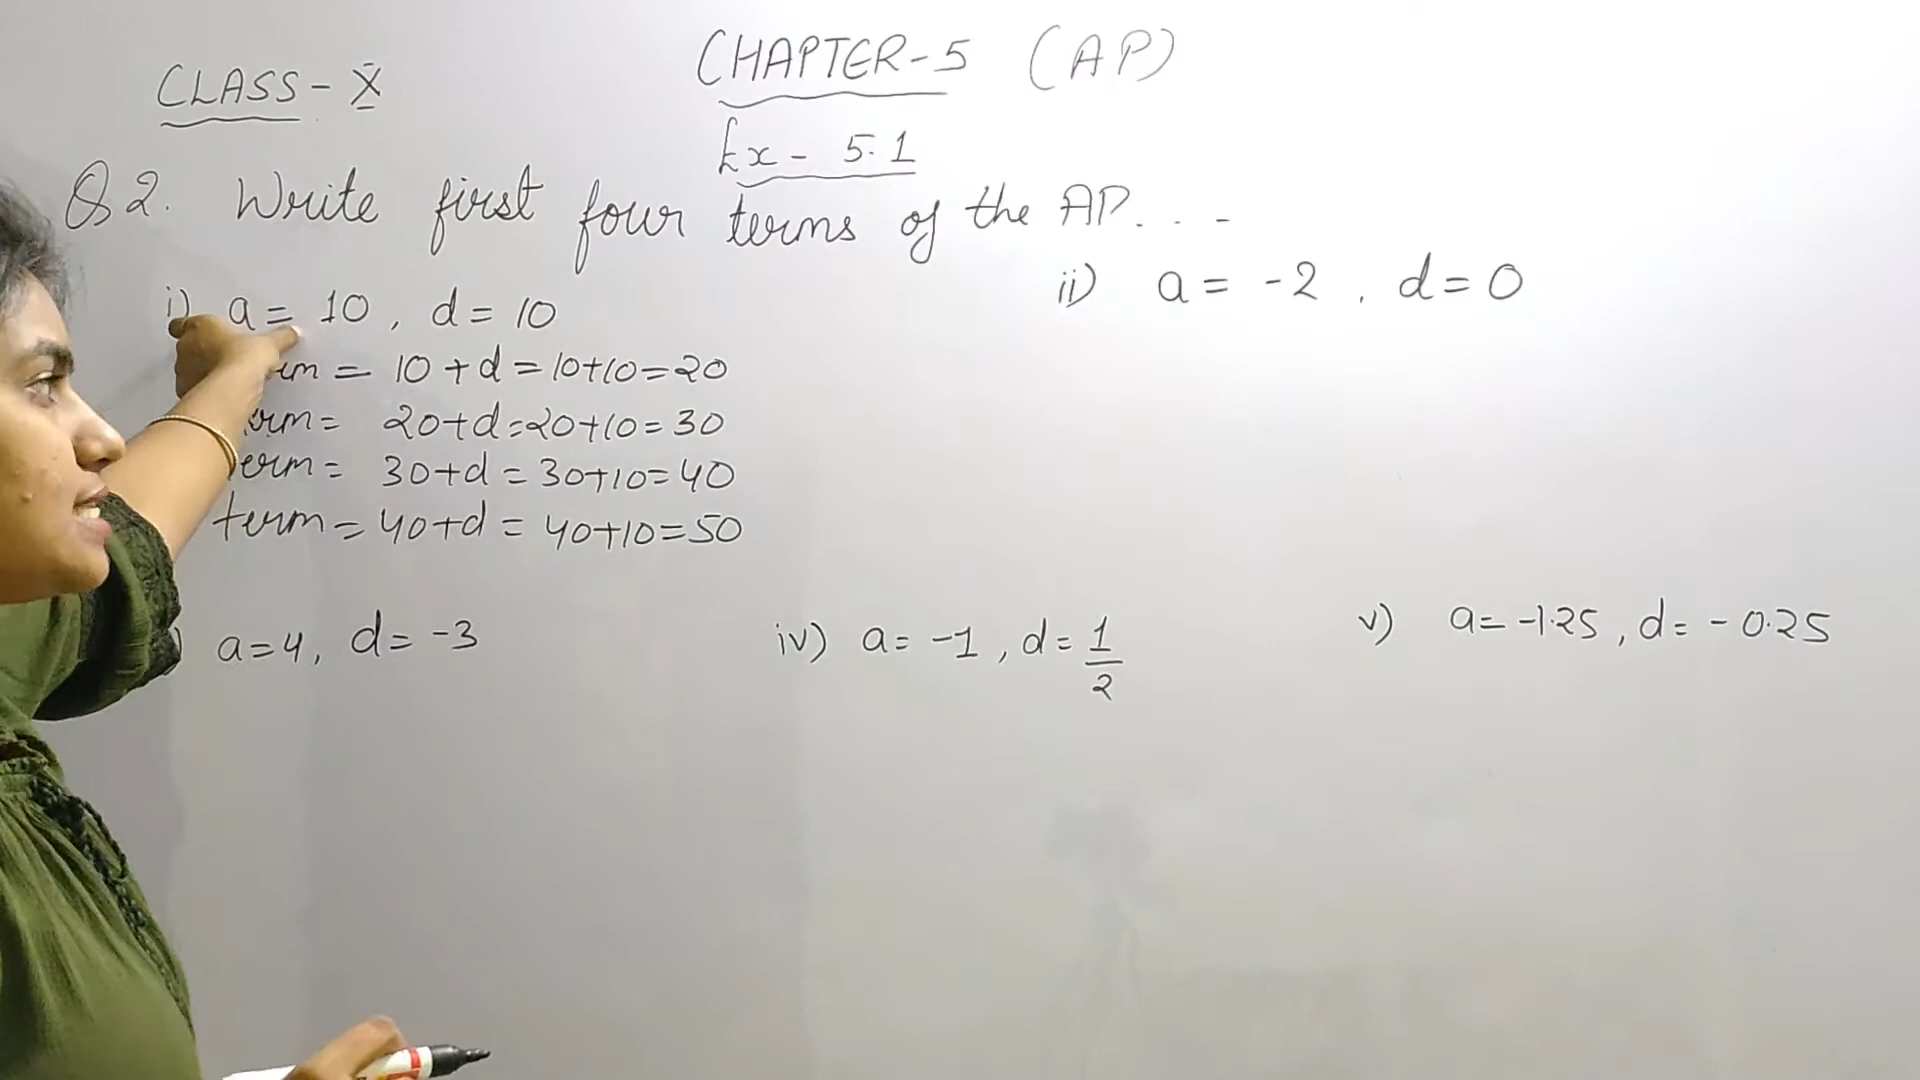 CLASS - X
CHAPTER-5 (AP)
Ex - 5.1
Q2. Write first four terms of the AP. . -
i) a = 10, d = 10
= 10 + d = 10+10=20
= 20+d=20+10=30
= 30+d = 30+10=40
term = 40+d = 40+10=50
ii) a = -2, d = 0
a=4, d= -3
iv) a= -1, d= 1/2
v) a= -1.25, d= -0.25